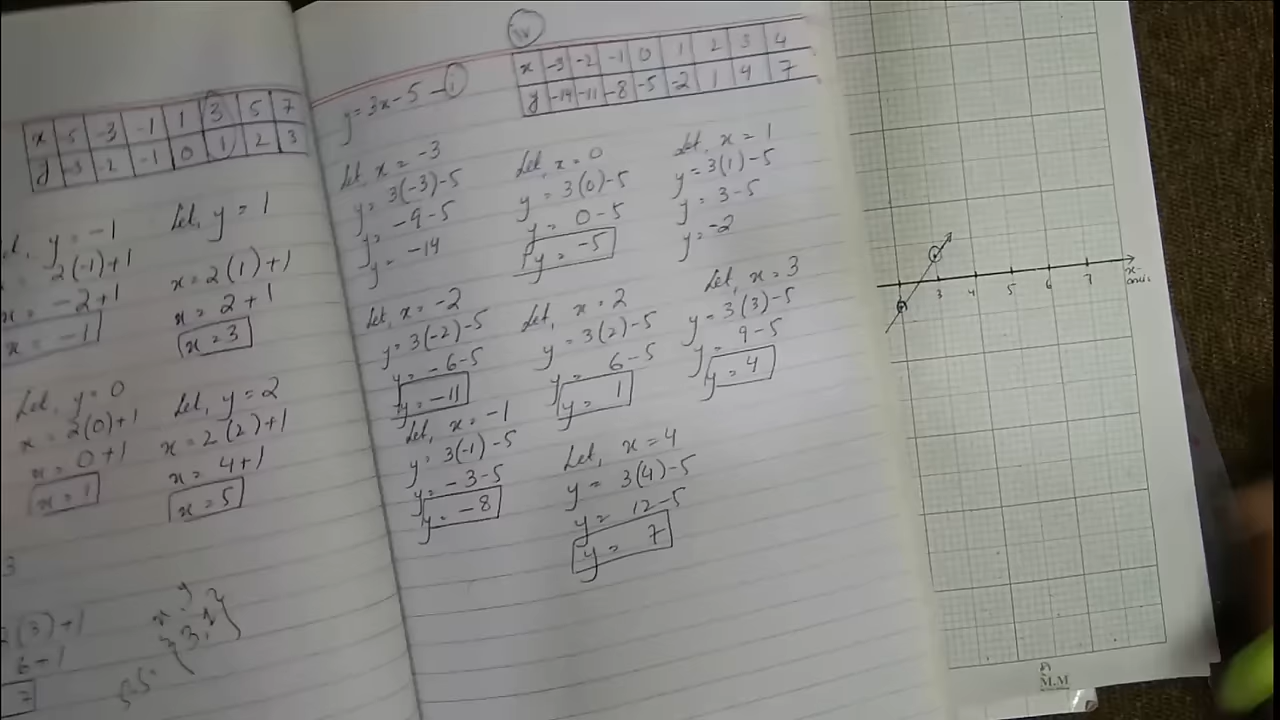 x -5 -3 -1 1 3 5 7
y -3 -2 -1 0 1 2 3
y = -1
2(-1)+1
x = -2+1
x = -1
Let, y = 1
x = 2(1)+1
x = 2+1
x = 3
Let, y = 0
x = 2(0)+1
x = 0+1
x = 1
Let, y = 2
x = 2(2)+1
x = 4+1
x = 5
3
2(3)+1
6+1
7
x y
y = 3x-5 - i
iv
x -3 -2 -1 0 1 2 3 4
y -14 -11 -8 -5 -2 1 4 7
Let, x = -3
y = 3(-3)-5
y = -9-5
y = -14
Let, x = -2
y = 3(-2)-5
y = -6-5
y = -11
Let, x = -1
y = 3(-1)-5
y = -3-5
y = -8
Let, x = 0
y = 3(0)-5
y = 0-5
y = -5
Let, x = 2
y = 3(2)-5
y = 6-5
y = 1
Let, x = 4
y = 3(4)-5
y = 12-5
y = 7
Let, x = 1
y = 3(1)-5
y = 3-5
y = -2
Let, x = 3
y = 3(3)-5
y = 9-5
y = 4
3 4 5 6 7
x-axis
M.M